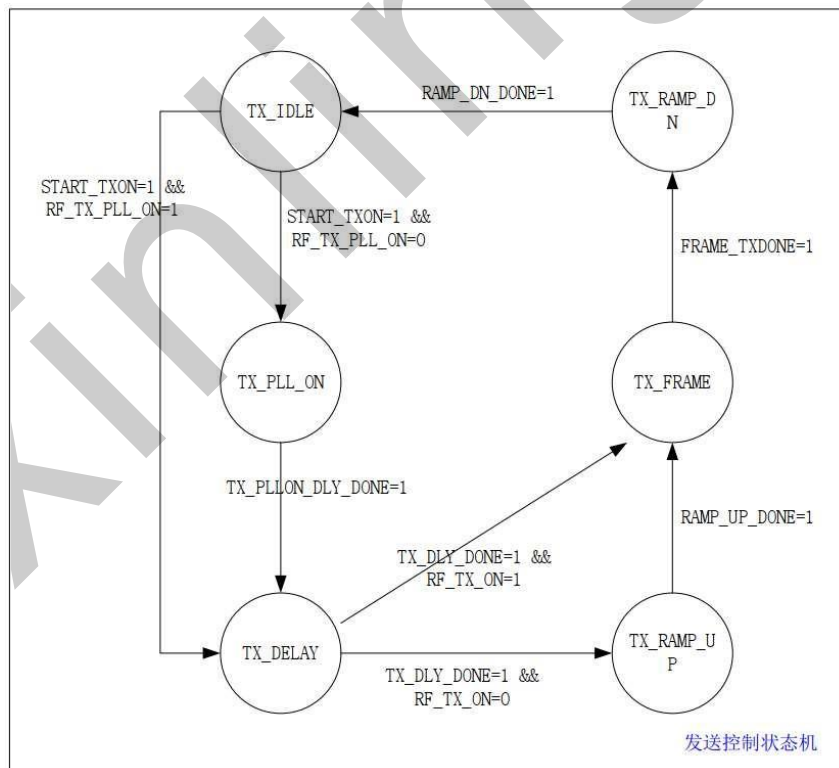 TX_IDLE
RAMP_DN_DONE=1
TX_RAMP_D
N
START_TXON=1 &&
RF_TX_PLL_ON=1
START_TXON=1 &&
RF_TX_PLL_ON=0
FRAME_TXDONE=1
TX_PLL_ON
TX_FRAME
TX_PLLON_DLY_DONE=1
RAMP_UP_DONE=1
TX_DLY_DONE=1 &&
RF_TX_ON=1
TX_DELAY
TX_RAMP_U
P
TX_DLY_DONE=1 &&
RF_TX_ON=0
发送控制状态机
xinling